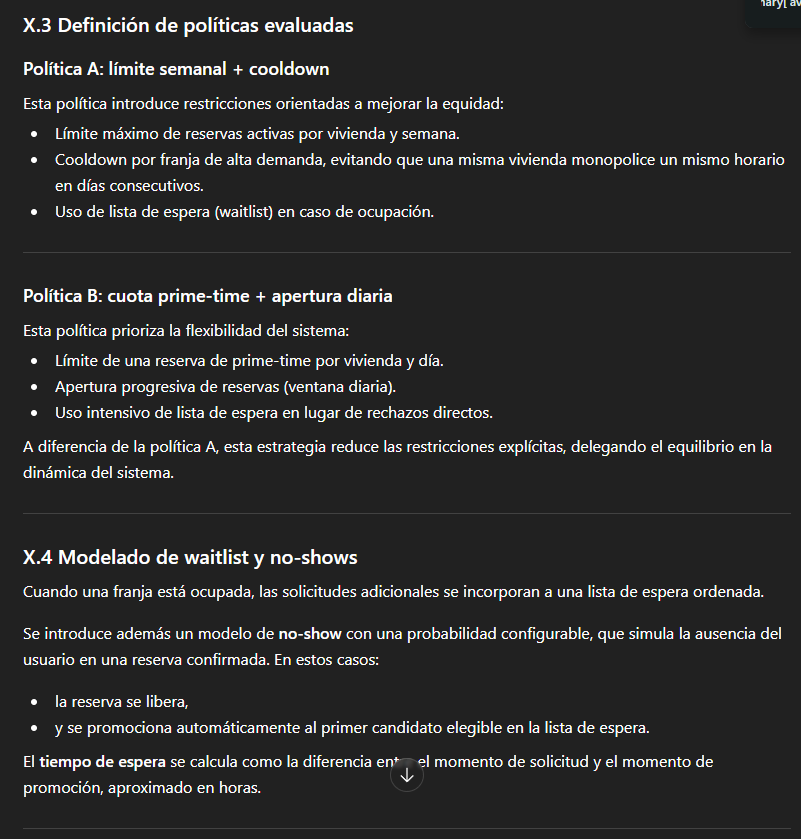 X.3 Definición de políticas evaluadas
Política A: límite semanal + cooldown
Esta política introduce restricciones orientadas a mejorar la equidad:
• Límite máximo de reservas activas por vivienda y semana.
• Cooldown por franja de alta demanda, evitando que una misma vivienda monopolice un mismo horario
en días consecutivos.
• Uso de lista de espera (waitlist) en caso de ocupación.
Política B: cuota prime-time + apertura diaria
Esta política prioriza la flexibilidad del sistema:
• Límite de una reserva de prime-time por vivienda y día.
• Apertura progresiva de reservas (ventana diaria).
• Uso intensivo de lista de espera en lugar de rechazos directos.
A diferencia de la política A, esta estrategia reduce las restricciones explícitas, delegando el equilibrio en la
dinámica del sistema.
X.4 Modelado de waitlist y no-shows
Cuando una franja está ocupada, las solicitudes adicionales se incorporan a una lista de espera ordenada.
Se introduce además un modelo de no-show con una probabilidad configurable, que simula la ausencia del
usuario en una reserva confirmada. En estos casos:
• la reserva se libera,
• y se promociona automáticamente al primer candidato elegible en la lista de espera.
El tiempo de espera se calcula como la diferencia entre el momento de solicitud y el momento de
promoción, aproximado en horas.